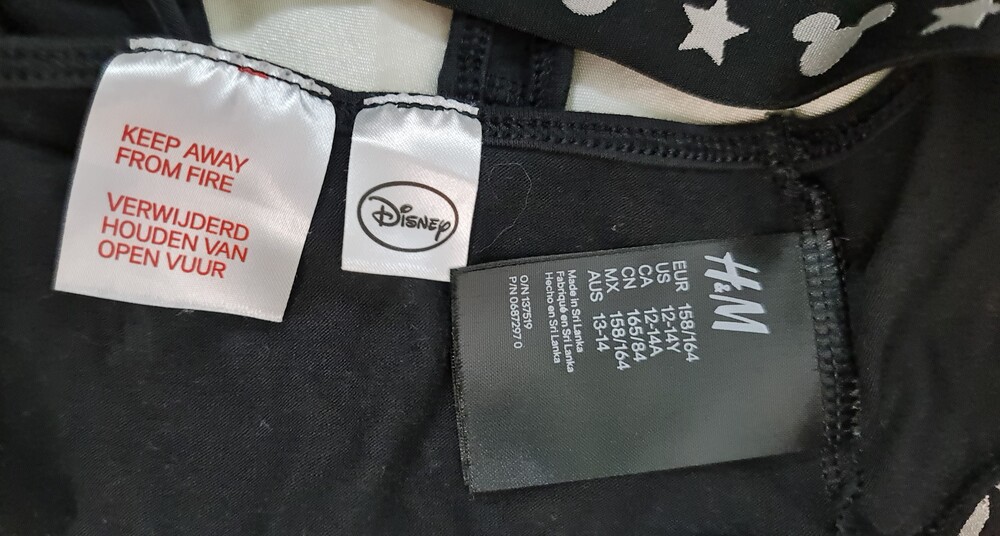 KEEP AWAY
FROM FIRE
VERWIJDERD
HOUDEN VAN
OPEN VUUR
DISNEY
H&M
EUR 158/164
US 12-14Y
CA 12-14A
CN 165/84
MX 158/164
AUS 13-14
Made in Sri Lanka
Fabriqué en Sri Lanka
Hecho en Sri Lanka
O/N 137519
P/N 06872970